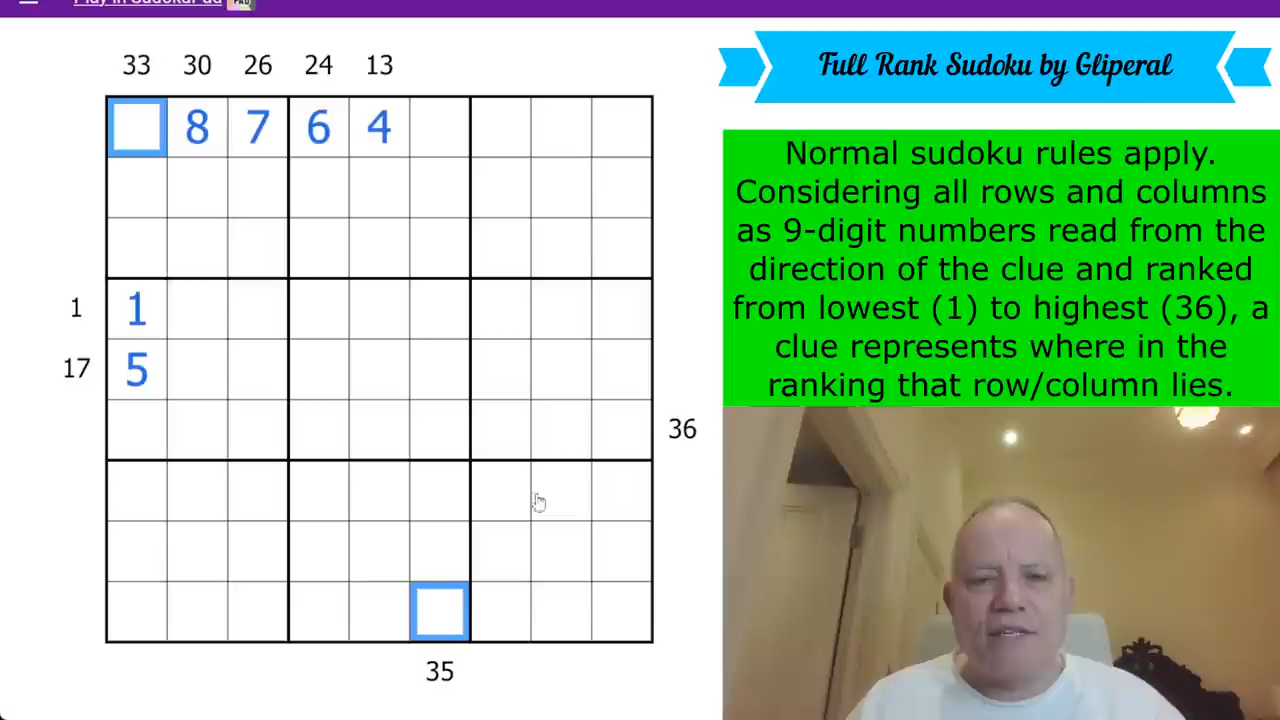 Play in SudokuPad
PAD
33 30 26 24 13
Full Rank Sudoku by Gliperal
8 7 6 4
Normal sudoku rules apply.
Considering all rows and columns
as 9-digit numbers read from the
direction of the clue and ranked
from lowest (1) to highest (36), a
clue represents where in the
ranking that row/column lies.
1 1
17 5
36
35